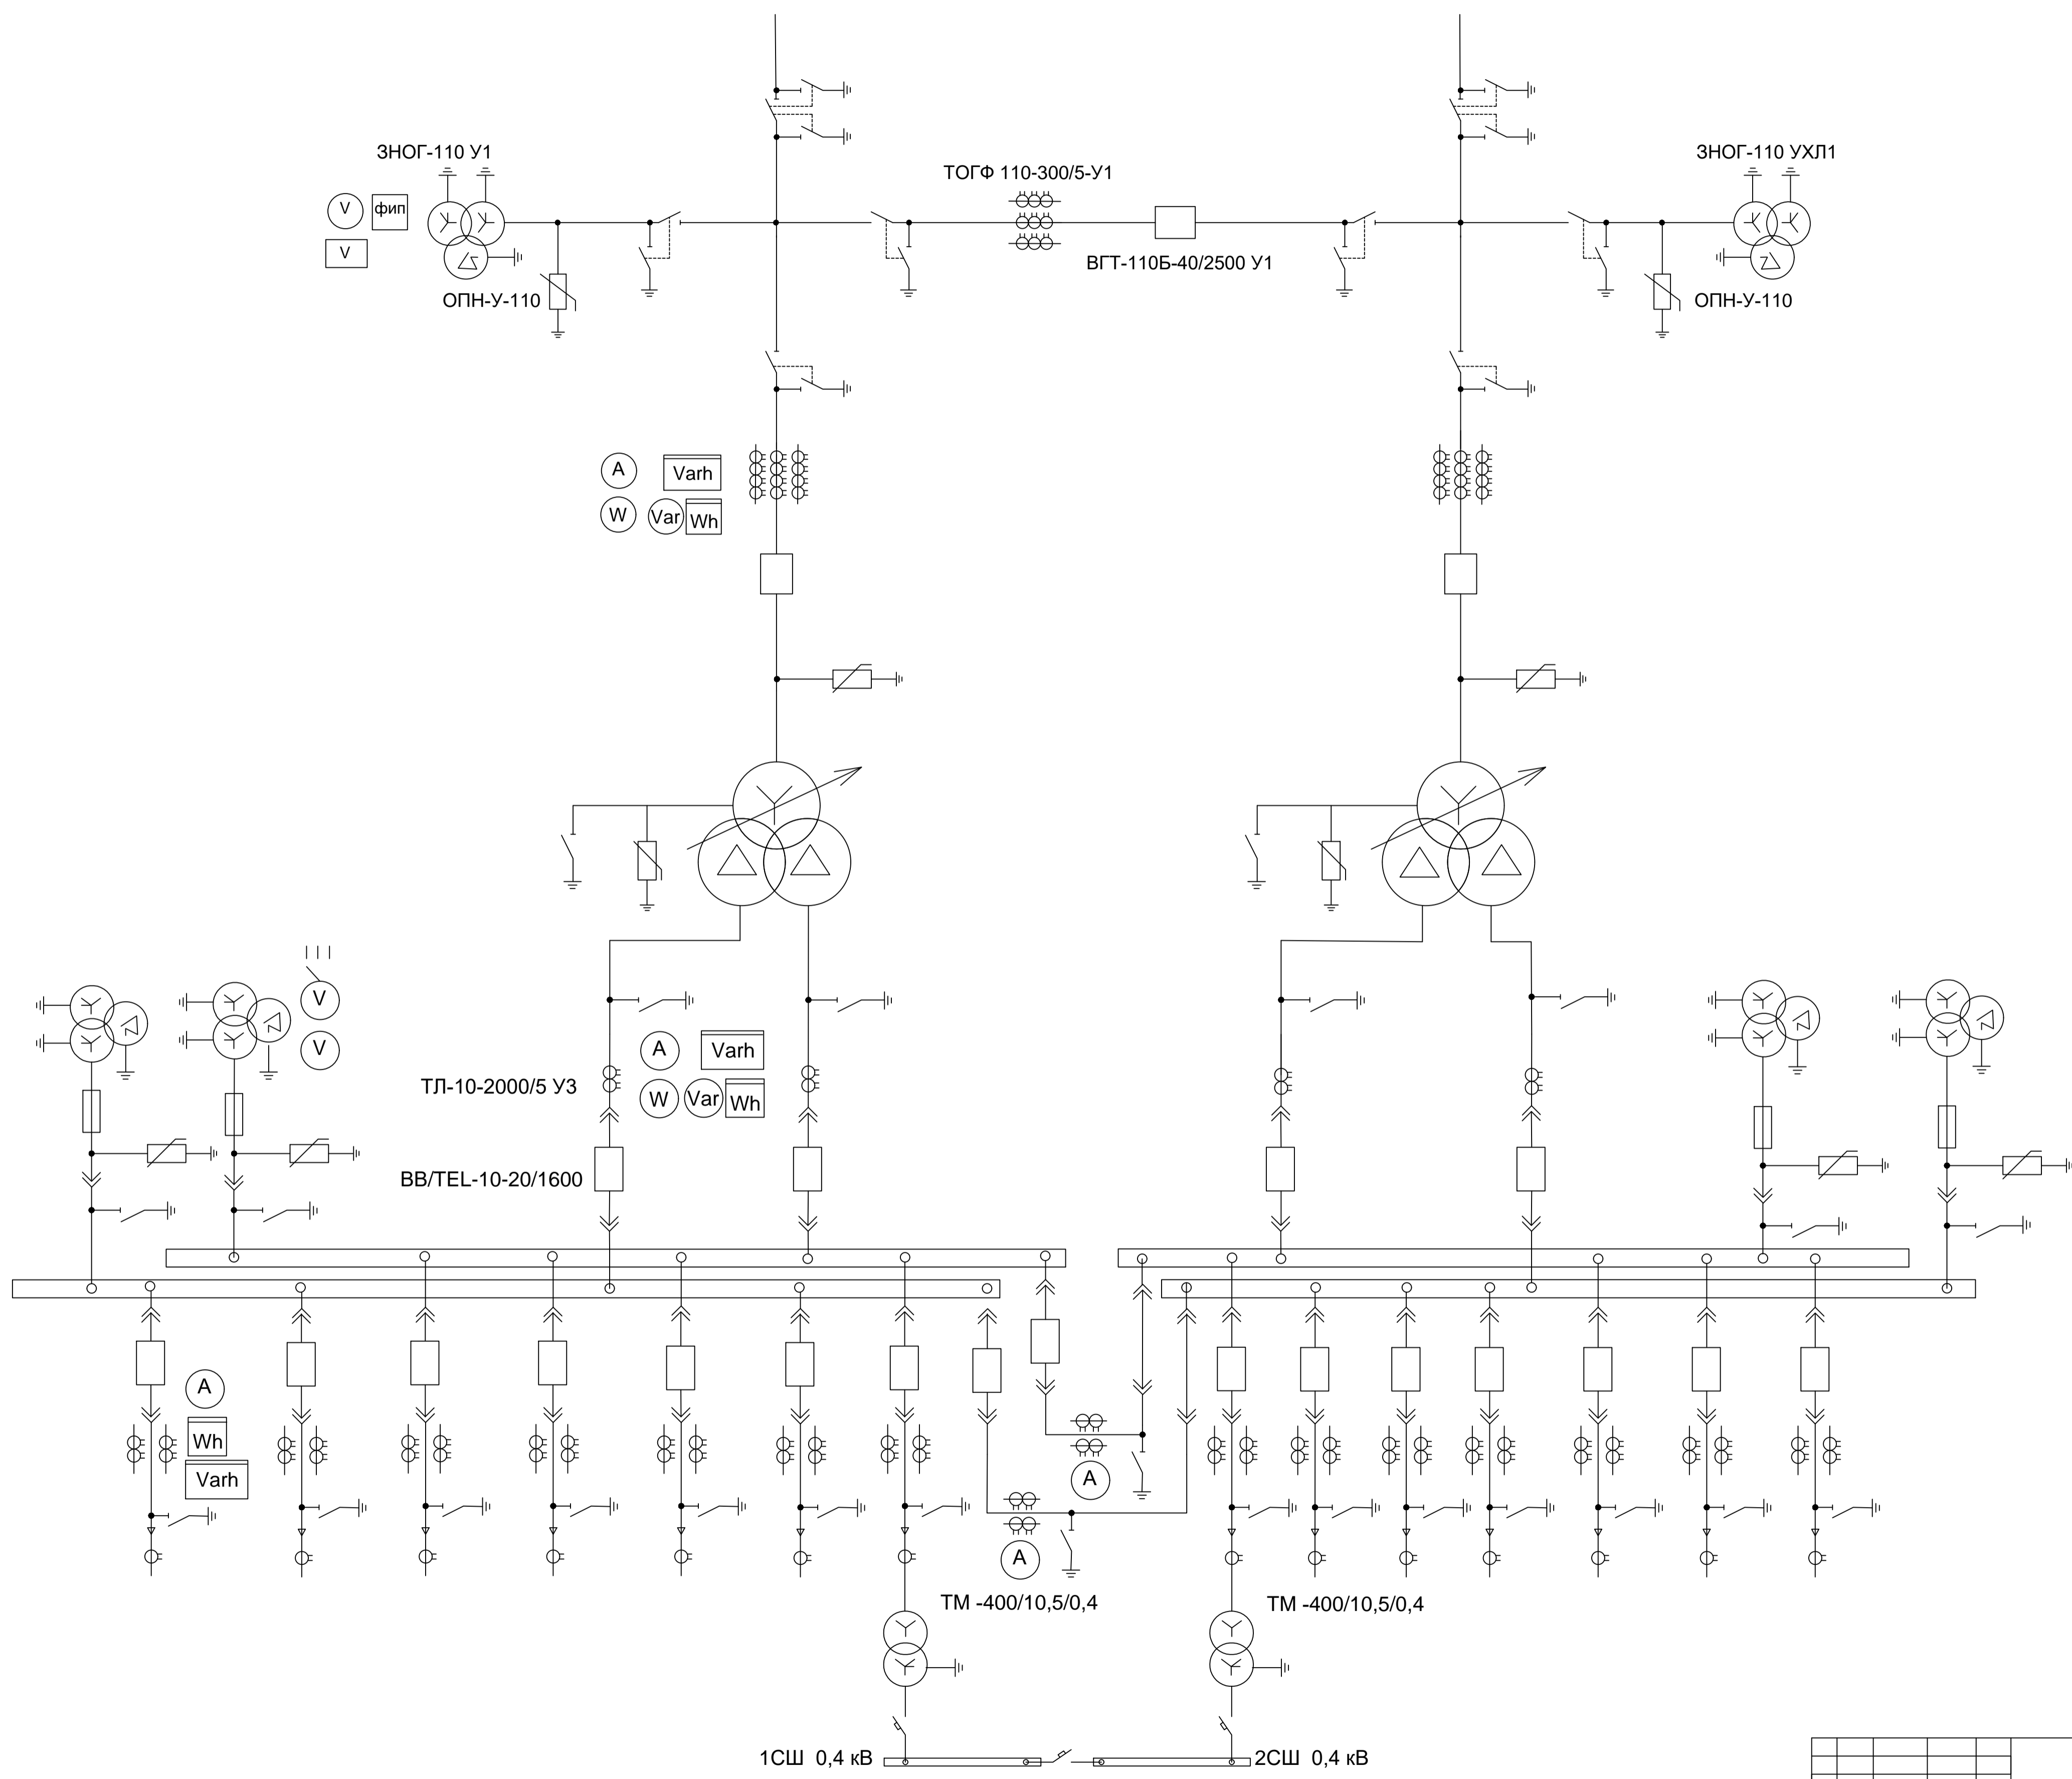 ЗНОГ-110 У1
ЗНОГ-110 УХЛ1
ТОГФ 110-300/5-У1
V
фип
V
ВГТ-110Б-40/2500 У1
ОПН-У-110
ОПН-У-110
A
Varh
W
Var
Wh
V
V
A
Varh
ТЛ-10-2000/5 У3
W
Var
Wh
BB/TEL-10-20/1600
A
Wh
Varh
A
A
ТМ -400/10,5/0,4
ТМ -400/10,5/0,4
1СШ 0,4 кВ
2СШ 0,4 кВ